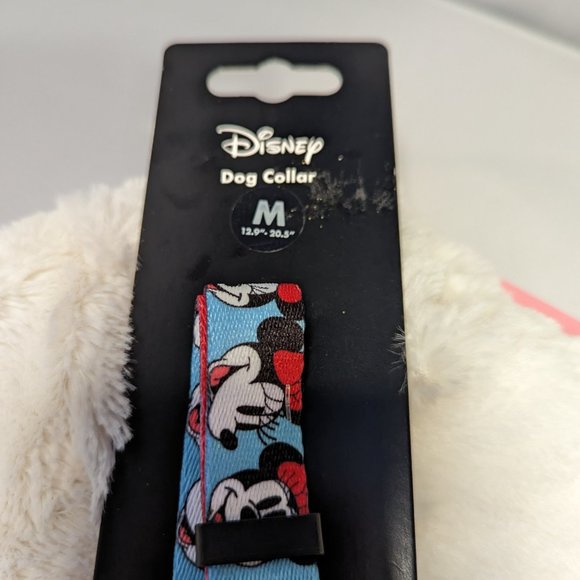 Disney
Dog Collar
M
12.9"- 20.5"